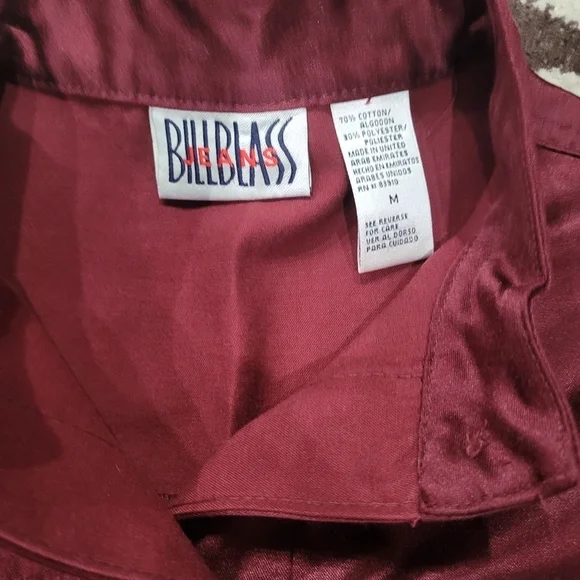 BILLBLASS
JEANS
70% COTTON/
ALGODON
30% POLYESTER/
POLIESTER
MADE IN UNITED
ARAB EMIRATES
HECHO EN EMIRATOS
ARABES UNIDOS
RN # 83910
M
SEE REVERSE
FOR CARE
VER AL DORSO
PARA CUIDADO